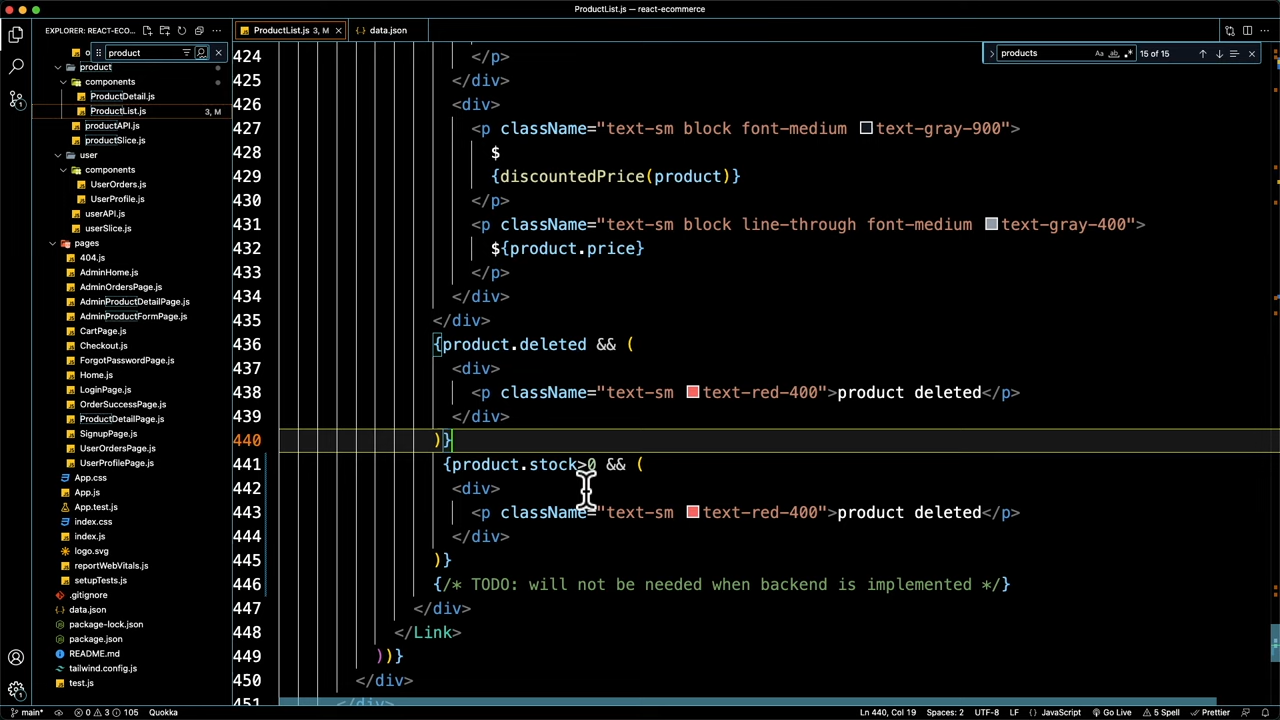 ProductList.js — react-ecommerce
EXPLORER: REACT-ECO...
ProductList.js 3, M
data.json
product
products
Aa ab
15 of 15
product
components
ProductDetail.js
ProductList.js 3, M
productAPI.js
productSlice.js
user
components
UserOrders.js
UserProfile.js
userAPI.js
userSlice.js
pages
404.js
AdminHome.js
AdminOrdersPage.js
AdminProductDetailPage.js
AdminProductFormPage.js
CartPage.js
Checkout.js
ForgotPasswordPage.js
Home.js
LoginPage.js
OrderSuccessPage.js
ProductDetailPage.js
SignupPage.js
UserOrdersPage.js
UserProfilePage.js
App.css
App.js
App.test.js
index.css
index.js
logo.svg
reportWebVitals.js
setupTests.js
.gitignore
data.json
package-lock.json
package.json
README.md
tailwind.config.js
test.js
424 </p>
425 </div>
426 <div>
427 <p className="text-sm block font-medium text-gray-900">
428 $
429 {discountedPrice(product)}
430 </p>
431 <p className="text-sm block line-through font-medium text-gray-400">
432 ${product.price}
433 </p>
434 </div>
435 </div>
436 {product.deleted && (
437 <div>
438 <p className="text-sm text-red-400">product deleted</p>
439 </div>
440 )}
441 {product.stock>0 && (
442 <div>
443 <p className="text-sm text-red-400">product deleted</p>
444 </div>
445 )}
446 {/* TODO: will not be needed when backend is implemented */}
447 </div>
448 </Link>
449 ))}
450 </div>
451 </div>
main* 0 3 105 Quokka
Ln 440, Col 19 Spaces: 2 UTF-8 LF {} JavaScript Go Live 5 Spell Prettier